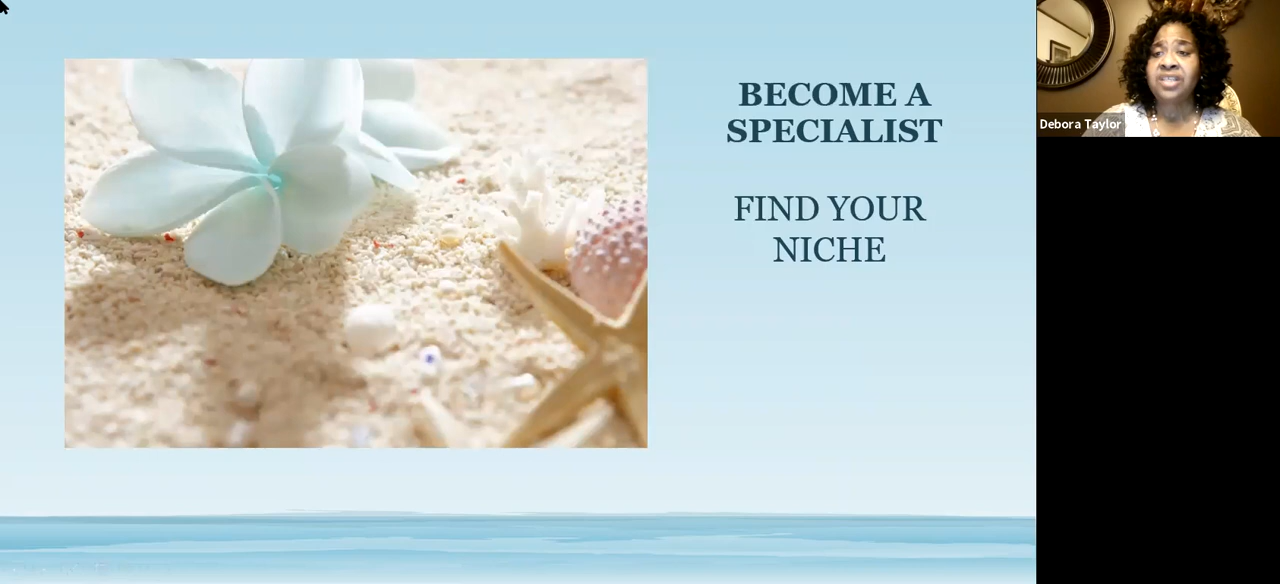 BECOME A
SPECIALIST
FIND YOUR
NICHE
Debora Taylor